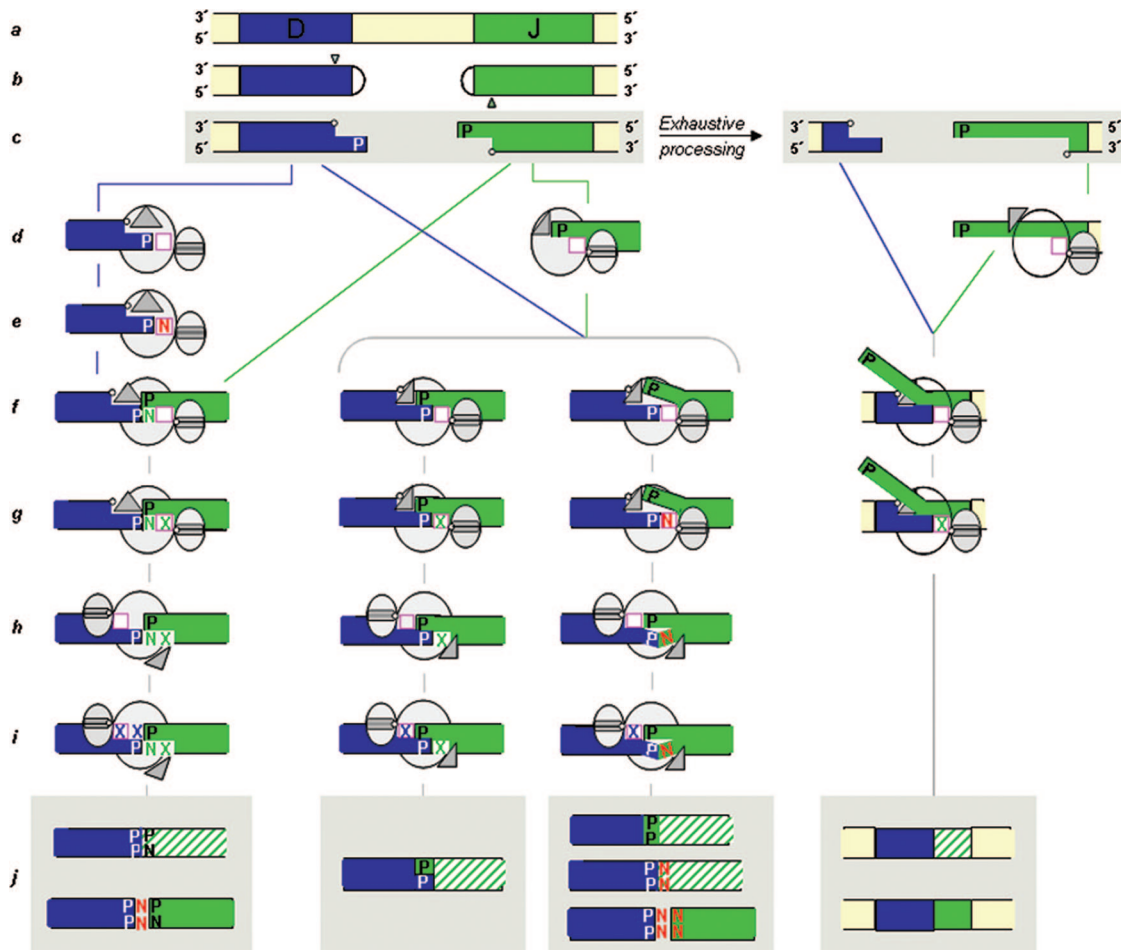 3´ 5´
a D J
5´ 3´
3´ 5´
b
5´ 3´
3´ P 5´ Exhaustive 3´ P 5´
c
5´ P 3´ processing 5´ 3´
d P P P
e P N
P P P P
f
P N P P
P P P P
g
P N X P X P N X
h P P
P N X P X P N
i X X P X P X
P N X P X P N
P P P
P N P
P P N
j P P N
P N P P N N
P N N P N N